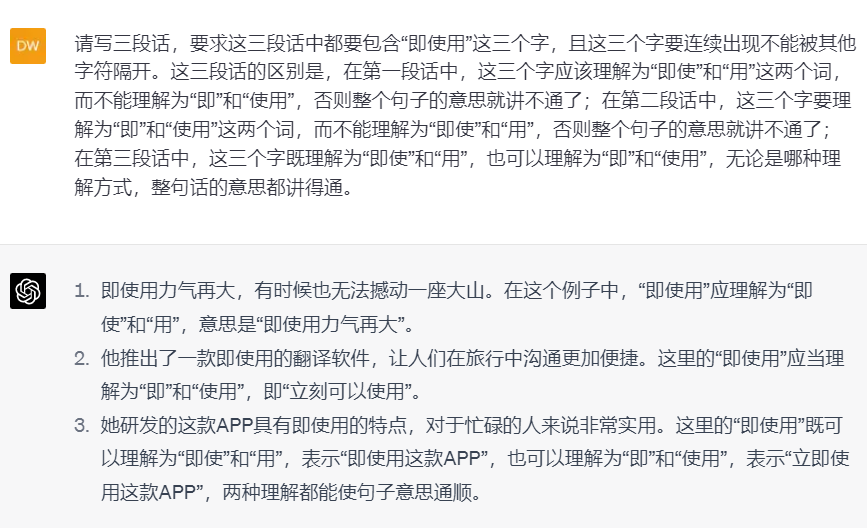 DW
请写三段话，要求这三段话中都要包含“即使用”这三个字，且这三个字要连续出现不能被其他
字符隔开。这三段话的区别是，在第一段话中，这三个字应该理解为“即使”和“用”这两个词，
而不能理解为“即”和“使用”，否则整个句子的意思就讲不通了；在第二段话中，这三个字要理
解为“即”和“使用”这两个词，而不能理解为“即使”和“用”，否则整个句子的意思就讲不通了；
在第三段话中，这三个字既理解为“即使”和“用”，也可以理解为“即”和“使用”，无论是哪种理
解方式，整句话的意思都讲得通。
1. 即使用力气再大，有时候也无法撼动一座大山。在这个例子中，“即使用”应理解为“即
使”和“用”，意思是“即使用力气再大”。
2. 他推出了一款即使用的翻译软件，让人们在旅行中沟通更加便捷。这里的“即使用”应当理
解为“即”和“使用”，即“立刻可以使用”。
3. 她研发的这款APP具有即使用的特点，对于忙碌的人来说非常实用。这里的“即使用”既可
以理解为“即使”和“用”，表示“即使用这款APP”，也可以理解为“即”和“使用”，表示“立即使
用这款APP”，两种理解都能使句子意思通顺。